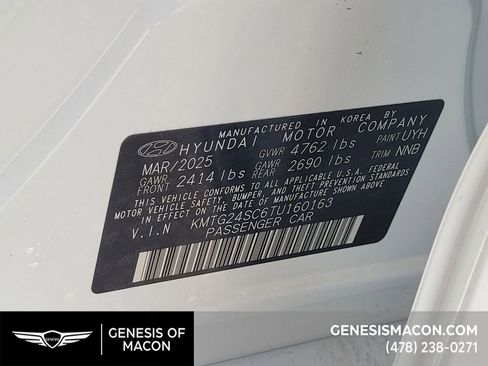 MANUFACTURED IN KOREA BY
HYUNDAI MOTOR COMPANY
MAR/2025 GVWR 4762 lbs PAINT UYH
GAWR FRONT 2414 lbs GAWR REAR 2690 lbs TRIM NNB
THIS VEHICLE CONFORMS TO ALL APPLICABLE U.S.A. FEDERAL
MOTOR VEHICLE SAFETY, BUMPER, AND THEFT PREVENTION STANDARDS
IN EFFECT ON THE DATE OF MANUFACTURE SHOWN ABOVE.
V.I.N KMTG24SC6TU160163
PASSENGER CAR
GENESIS
GENESIS OF
MACON
GENESISMACON.COM
(478) 238-0271